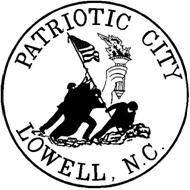 PATRIOTIC CITY
LOWELL, N.C.